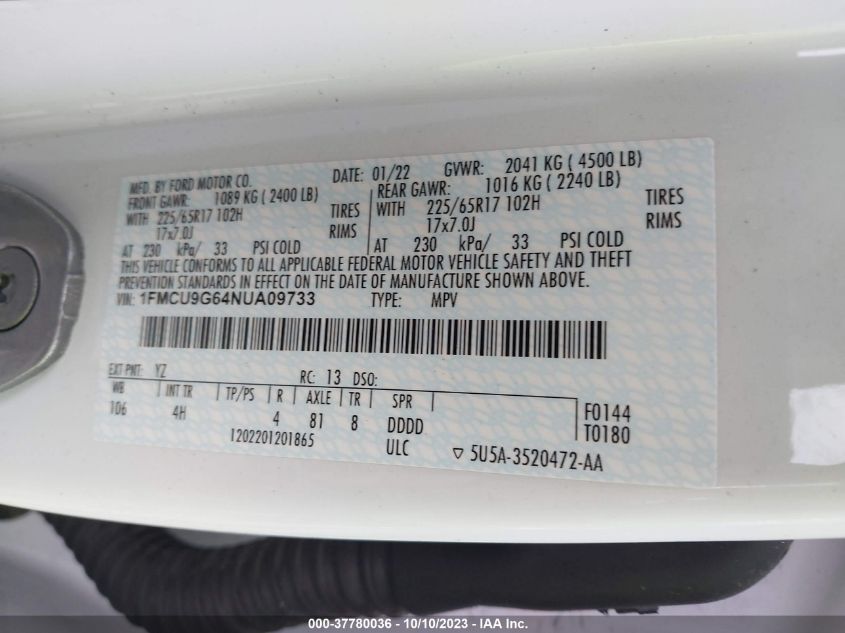 MFD. BY FORD MOTOR CO. DATE: 01/22 GVWR: 2041 KG ( 4500 LB)
FRONT GAWR: 1089 KG ( 2400 LB) REAR GAWR: 1016 KG ( 2240 LB)
WITH 225/65R17 102H TIRES WITH 225/65R17 102H TIRES
17x7.0J RIMS 17x7.0J RIMS
AT 230 kPa/ 33 PSI COLD AT 230 kPa/ 33 PSI COLD
THIS VEHICLE CONFORMS TO ALL APPLICABLE FEDERAL MOTOR VEHICLE SAFETY AND THEFT
PREVENTION STANDARDS IN EFFECT ON THE DATE OF MANUFACTURE SHOWN ABOVE.
VIN: 1FMCU9G64NUA09733 TYPE: MPV
EXT PNT: YZ RC: 13 DSO:
WB INT TR TP/PS R AXLE TR SPR
106 4H 4 81 8 DDDD F0144
1202201201865 ULC T0180
▽ 5U5A-3520472-AA
000-37780036 - 10/10/2023 - IAA Inc.